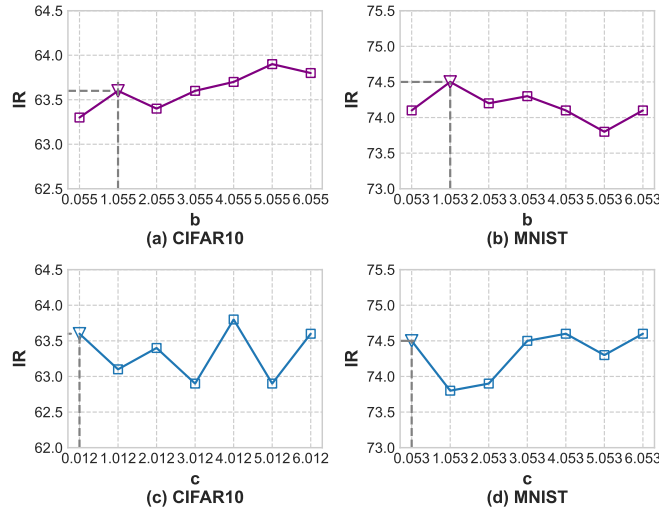 64.5
64.0
63.5
63.0
62.5
IR
0.055 1.055 2.055 3.055 4.055 5.055 6.055
b
(a) CIFAR10
75.5
75.0
74.5
74.0
73.5
73.0
IR
0.053 1.053 2.053 3.053 4.053 5.053 6.053
b
(b) MNIST
64.5
64.0
63.5
63.0
62.5
62.0
IR
0.012 1.012 2.012 3.012 4.012 5.012 6.012
c
(c) CIFAR10
75.5
75.0
74.5
74.0
73.5
73.0
IR
0.053 1.053 2.053 3.053 4.053 5.053 6.053
c
(d) MNIST